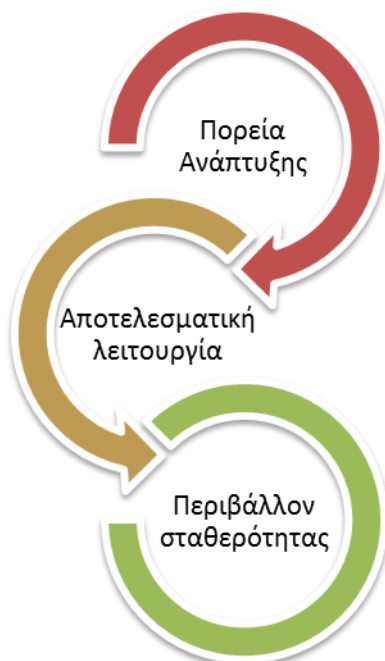 Πορεία
Ανάπτυξης
Αποτελεσματική
λειτουργία
Περιβάλλον
σταθερότητας